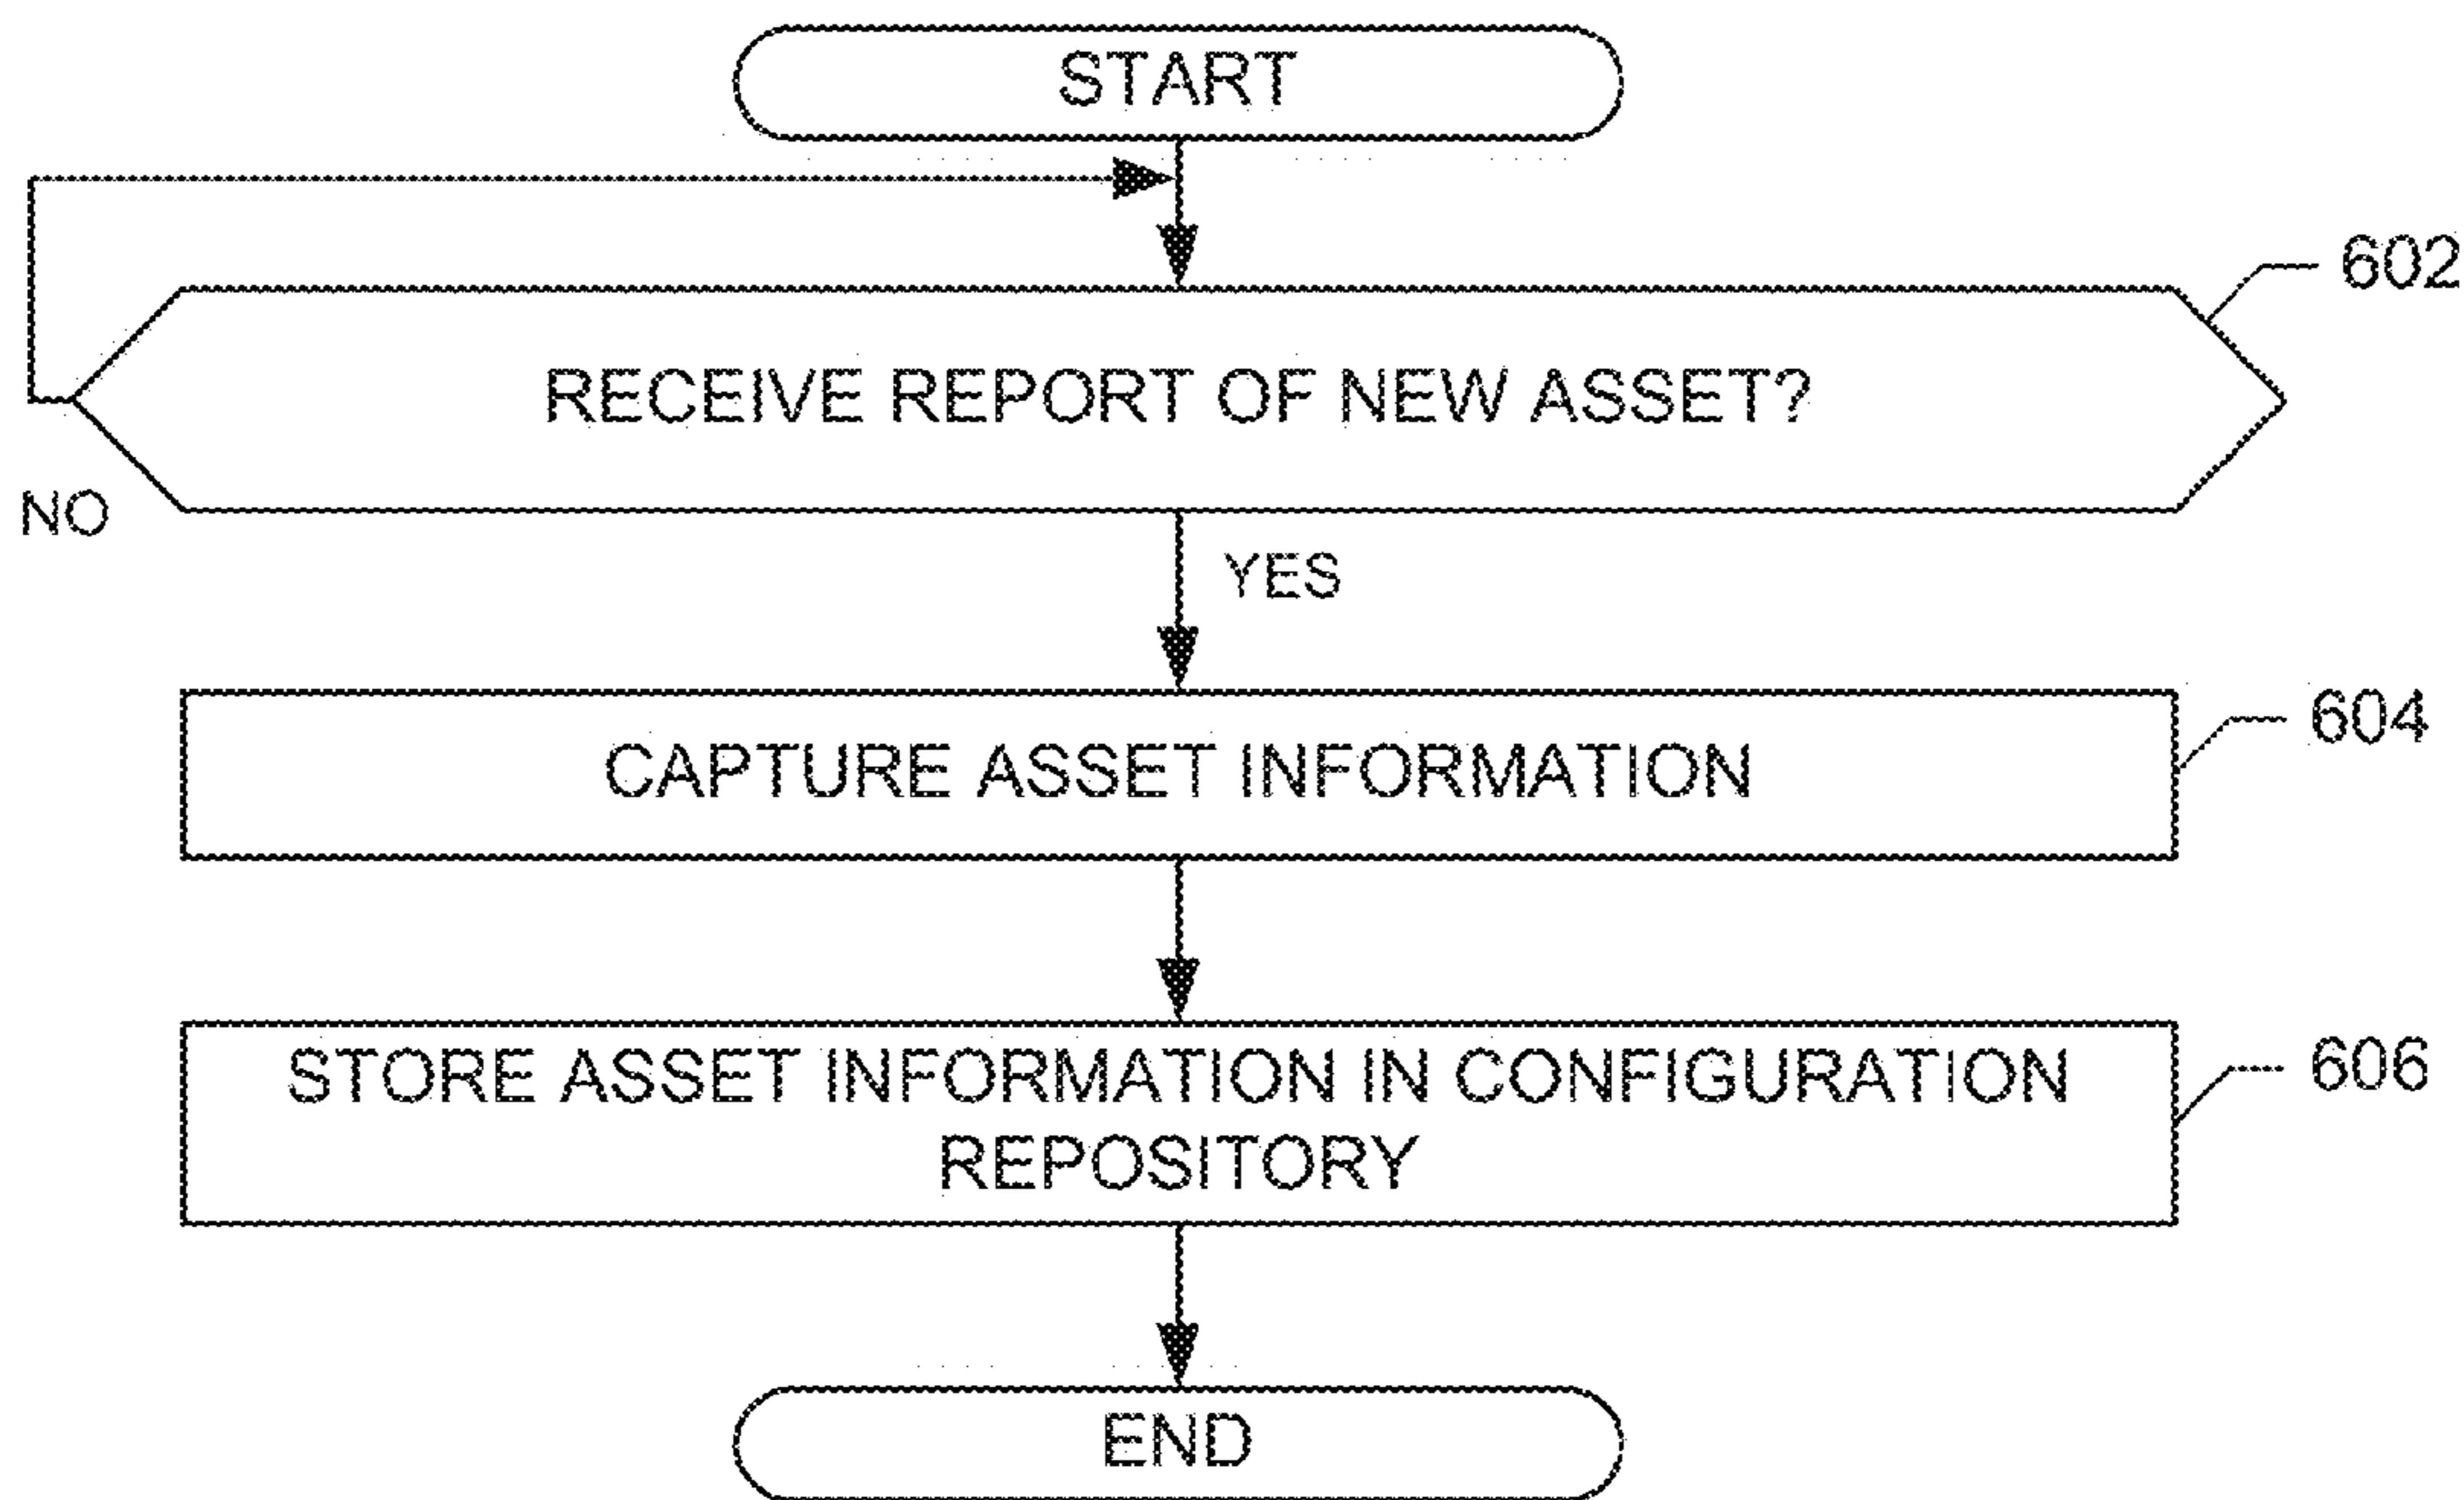 START
602
RECEIVE REPORT OF NEW ASSET?
NO
YES
604
CAPTURE ASSET INFORMATION
606
STORE ASSET INFORMATION IN CONFIGURATION
REPOSITORY
END